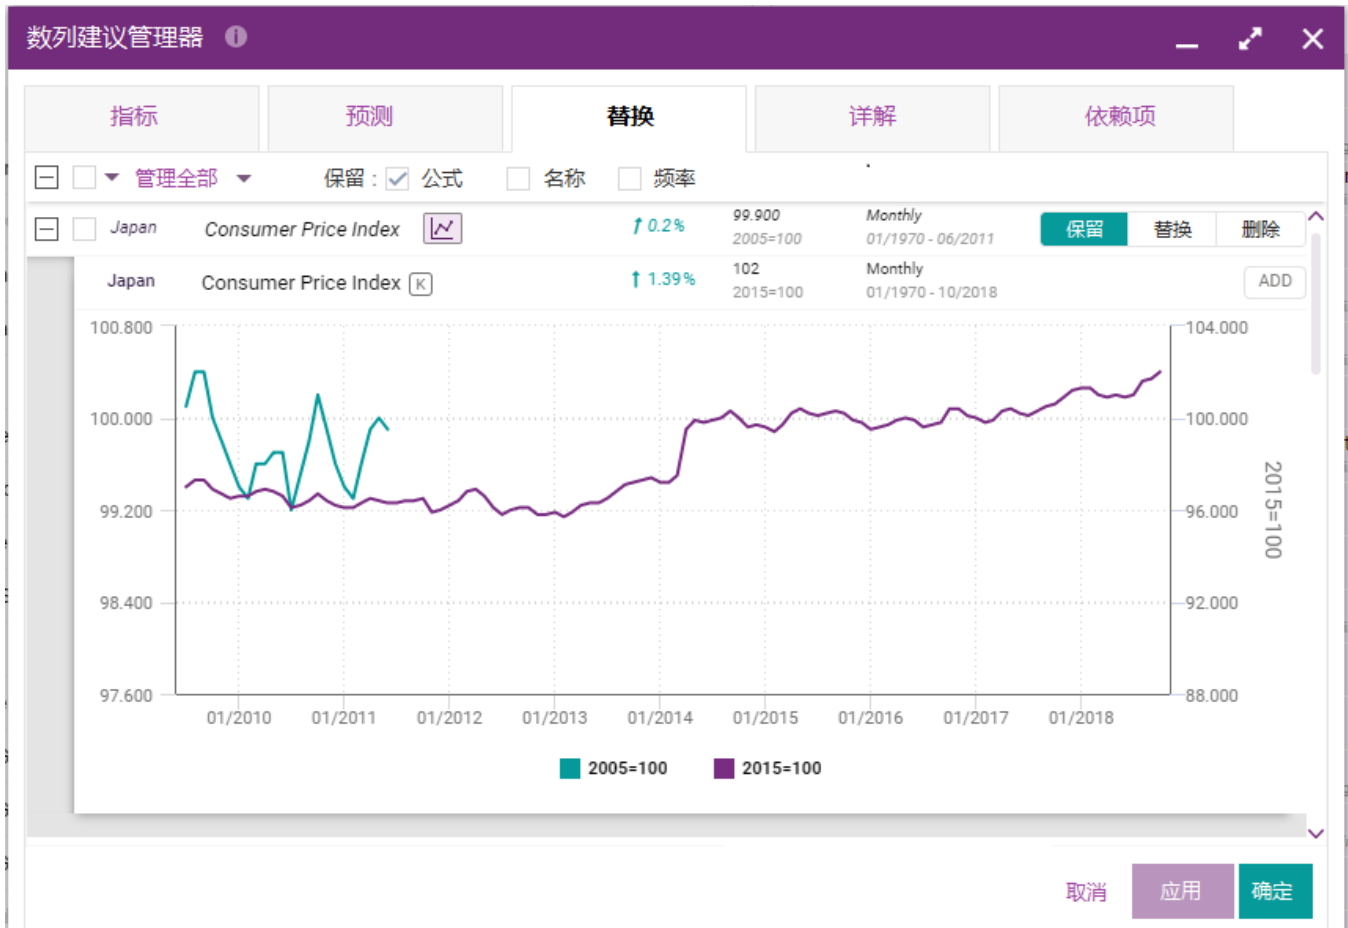 数列建议管理器
指标 预测 替换 详解 依赖项
管理全部 保留 : 公式 名称 频率
Japan Consumer Price Index 0.2% 99.900 Monthly 保留 替换 删除
2005=100 01/1970 - 06/2011
Japan Consumer Price Index K 1.39% 102 Monthly ADD
2015=100 01/1970 - 10/2018
100.800 104.000
100.000 100.000
99.200 96.000
98.400 92.000
97.600 88.000
2015=100
01/2010 01/2011 01/2012 01/2013 01/2014 01/2015 01/2016 01/2017 01/2018
2005=100 2015=100
取消 应用 确定